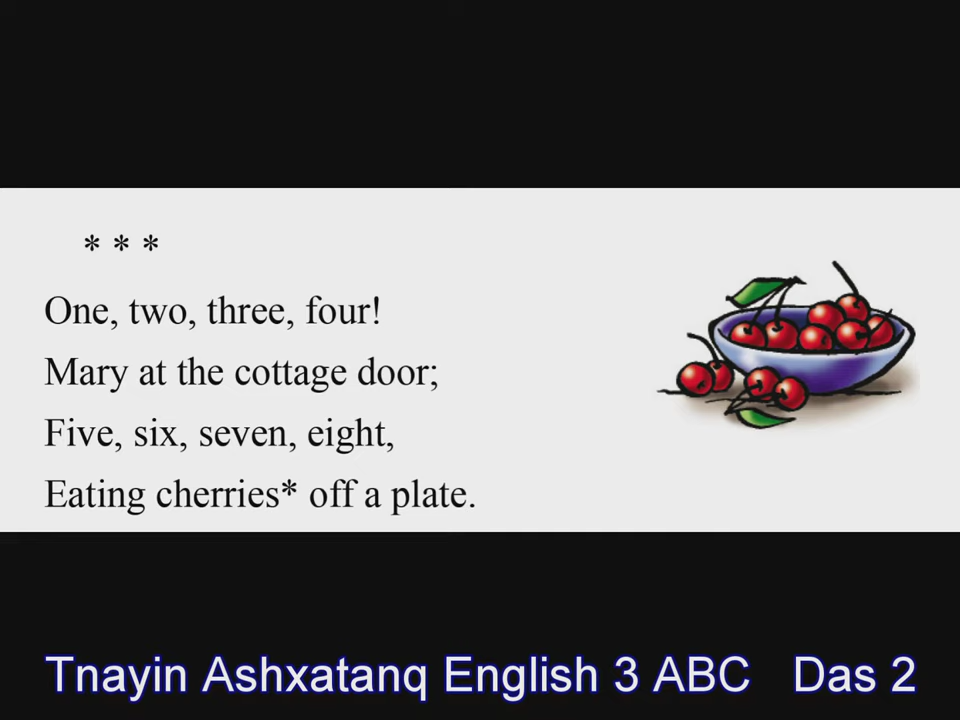 * * *
One, two, three, four!
Mary at the cottage door;
Five, six, seven, eight,
Eating cherries* off a plate.
Tnayin Ashxatanq English 3 ABC Das 2